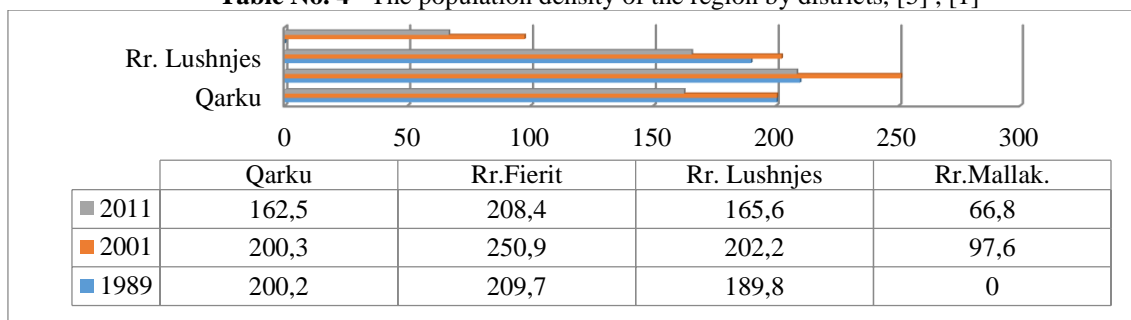 Table No. 4 - The population density of the region by districts, [3] , [1]
Rr. Lushnjes
Qarku
0 50 100 150 200 250 300
Qarku Rr.Fierit Rr. Lushnjes Rr.Mallak.
2011 162,5 208,4 165,6 66,8
2001 200,3 250,9 202,2 97,6
1989 200,2 209,7 189,8 0